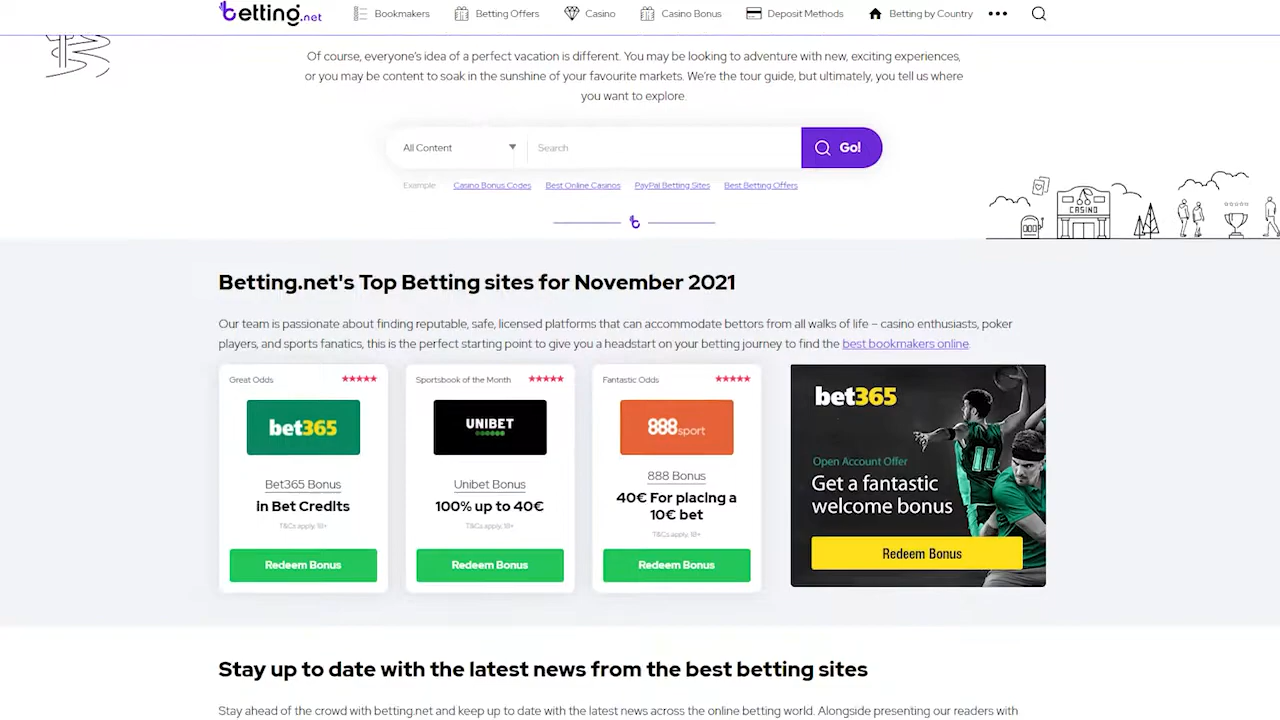 betting.net
Bookmakers
Betting Offers
Casino
Casino Bonus
Deposit Methods
Betting by Country
Of course, everyone's idea of a perfect vacation is different. You may be looking to adventure with new, exciting experiences,
or you may be content to soak in the sunshine of your favourite markets. We're the tour guide, but ultimately, you tell us where
you want to explore.
All Content
Search
Go!
Example:
Casino Bonus Codes
Best Online Casinos
PayPal Betting Sites
Best Betting Offers
CASINO
Betting.net's Top Betting sites for November 2021
Our team is passionate about finding reputable, safe, licensed platforms that can accommodate bettors from all walks of life – casino enthusiasts, poker
players, and sports fanatics, this is the perfect starting point to give you a headstart on your betting journey to find the best bookmakers online.
Great Odds
bet365
Bet365 Bonus
in Bet Credits
T&Cs apply, 18+
Redeem Bonus
Sportsbook of the Month
UNIBET
Unibet Bonus
100% up to 40€
T&Cs apply, 18+
Redeem Bonus
Fantastic Odds
888sport
888 Bonus
40€ For placing a
10€ bet
T&Cs apply, 18+
Redeem Bonus
bet365
11
Open Account Offer
Get a fantastic
welcome bonus
Redeem Bonus
Stay up to date with the latest news from the best betting sites
Stay ahead of the crowd with betting.net and keep up to date with the latest news across the online betting world. Alongside presenting our readers with